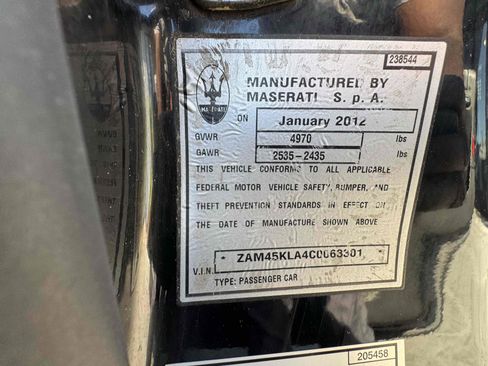 238544
MASERATI
MANUFACTURED BY
MASERATI S. p. A.
ON January 2012
GVWR 4970 lbs
GAWR 2535-2435 lbs
THIS VEHICLE CONFORMS TO ALL APPLICABLE
FEDERAL MOTOR VEHICLE SAFETY, BUMPER, AND
THEFT PREVENTION STANDARDS IN EFFECT ON
THE DATE OF MANUFACTURE SHOWN ABOVE
V.I.N. * ZAM45KLA4C0063301 *
TYPE: PASSENGER CAR
205458